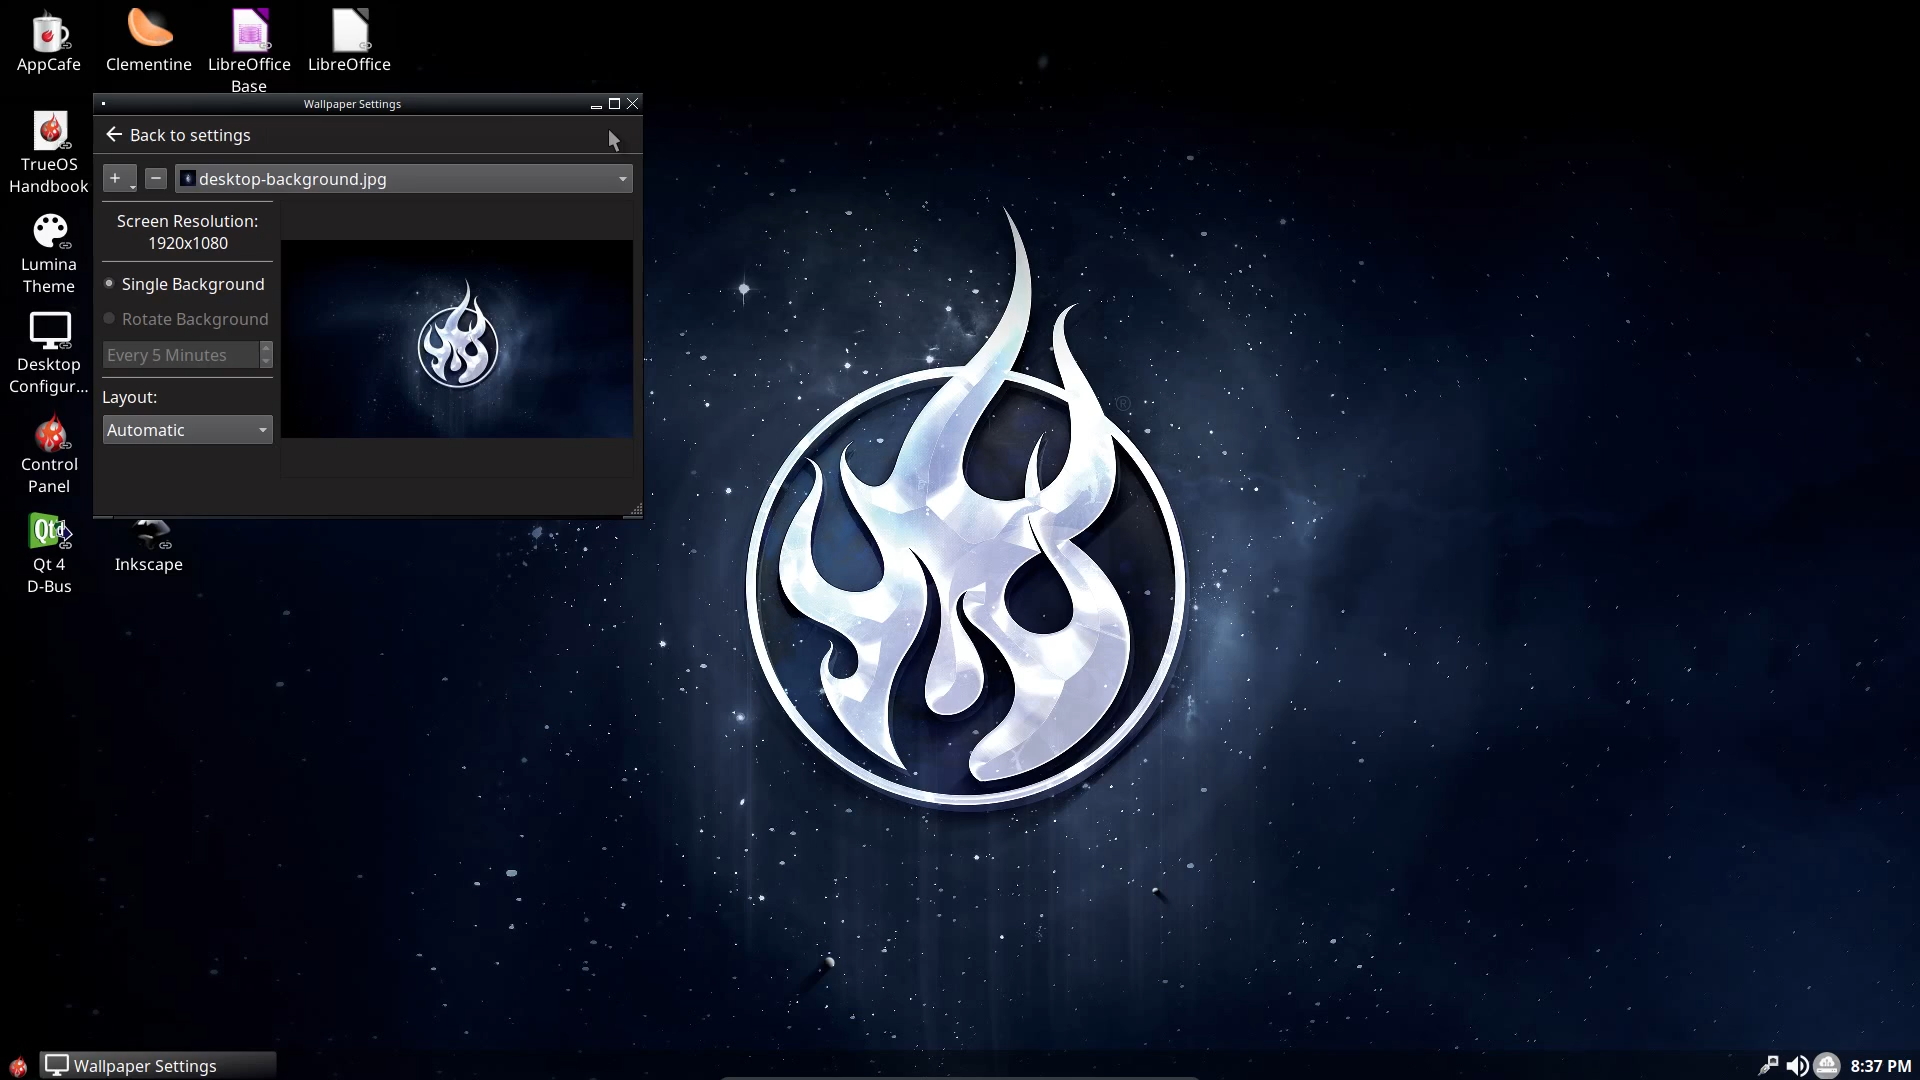 AppCafe
Clementine
LibreOffice
Base
LibreOffice
TrueOS
Handbook
Lumina
Theme
Desktop
Configur...
Control
Panel
Qt
Qt 4
D-Bus
Inkscape
Wallpaper Settings
Back to settings
+
−
desktop-background.jpg
Screen Resolution:
1920x1080
Single Background
Rotate Background
Every 5 Minutes
Layout:
Automatic
®
Wallpaper Settings
8:37 PM